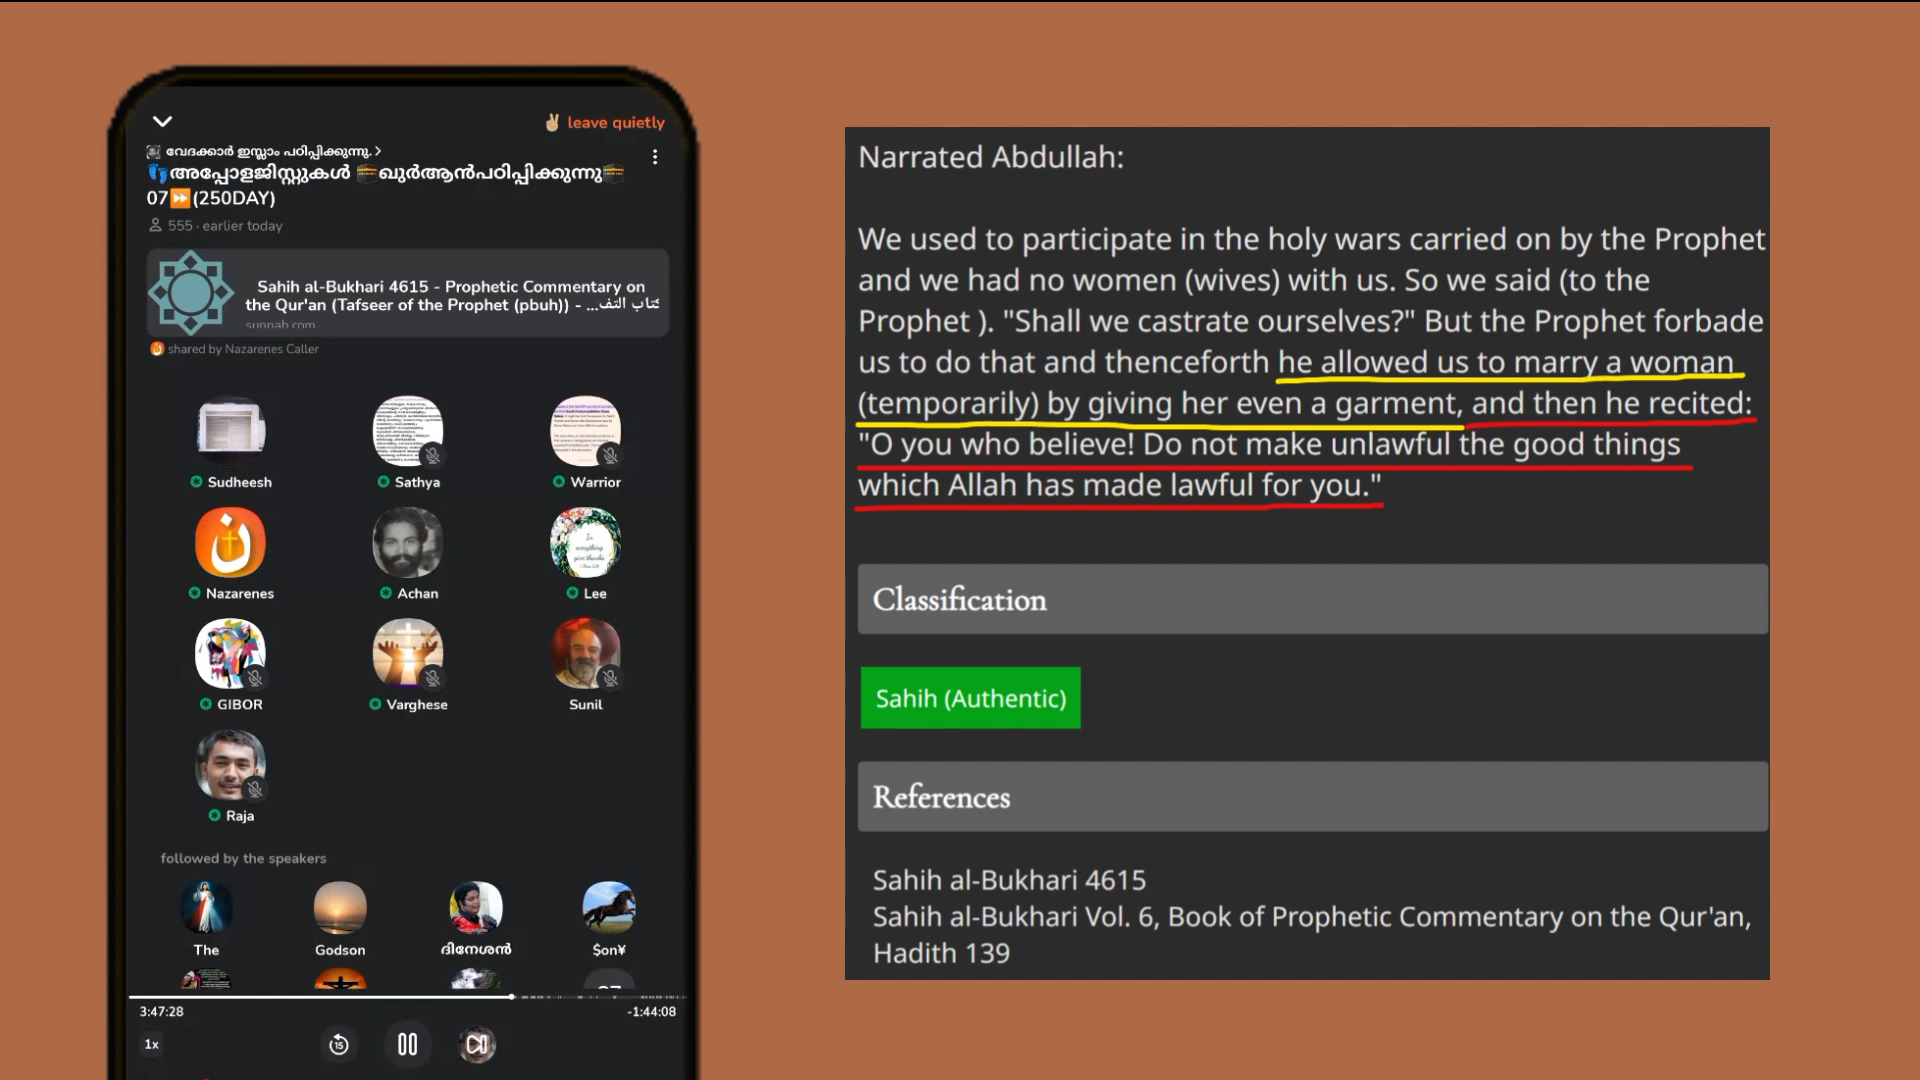 ✌🏼 leave quietly
വേദക്കാർ ഇസ്ലാം പഠിപ്പിക്കുന്നു. >
👣അപ്പോളജിസ്റ്റുകൾ 🕋ഖുർആൻപഠിപ്പിക്കുന്നു🕋
07⏩(250DAY)
555 · earlier today
Sahih al-Bukhari 4615 - Prophetic Commentary on
the Qur'an (Tafseer of the Prophet (pbuh)) - كتاب التف...
sunnah.com
shared by Nazarenes Caller
Sudheesh
Sathya
Warrior
ن
Nazarenes
Achan
In everything give thanks
Lee
GIBOR
Varghese
Sunil
Raja
followed by the speakers
The
Godson
ദിനേശൻ
$on¥
3:47:28
-1:44:08
1x
15
Narrated Abdullah:
We used to participate in the holy wars carried on by the Prophet
and we had no women (wives) with us. So we said (to the
Prophet ). "Shall we castrate ourselves?" But the Prophet forbade
us to do that and thenceforth he allowed us to marry a woman
(temporarily) by giving her even a garment, and then he recited:
"O you who believe! Do not make unlawful the good things
which Allah has made lawful for you."
Classification
Sahih (Authentic)
References
Sahih al-Bukhari 4615
Sahih al-Bukhari Vol. 6, Book of Prophetic Commentary on the Qur'an,
Hadith 139